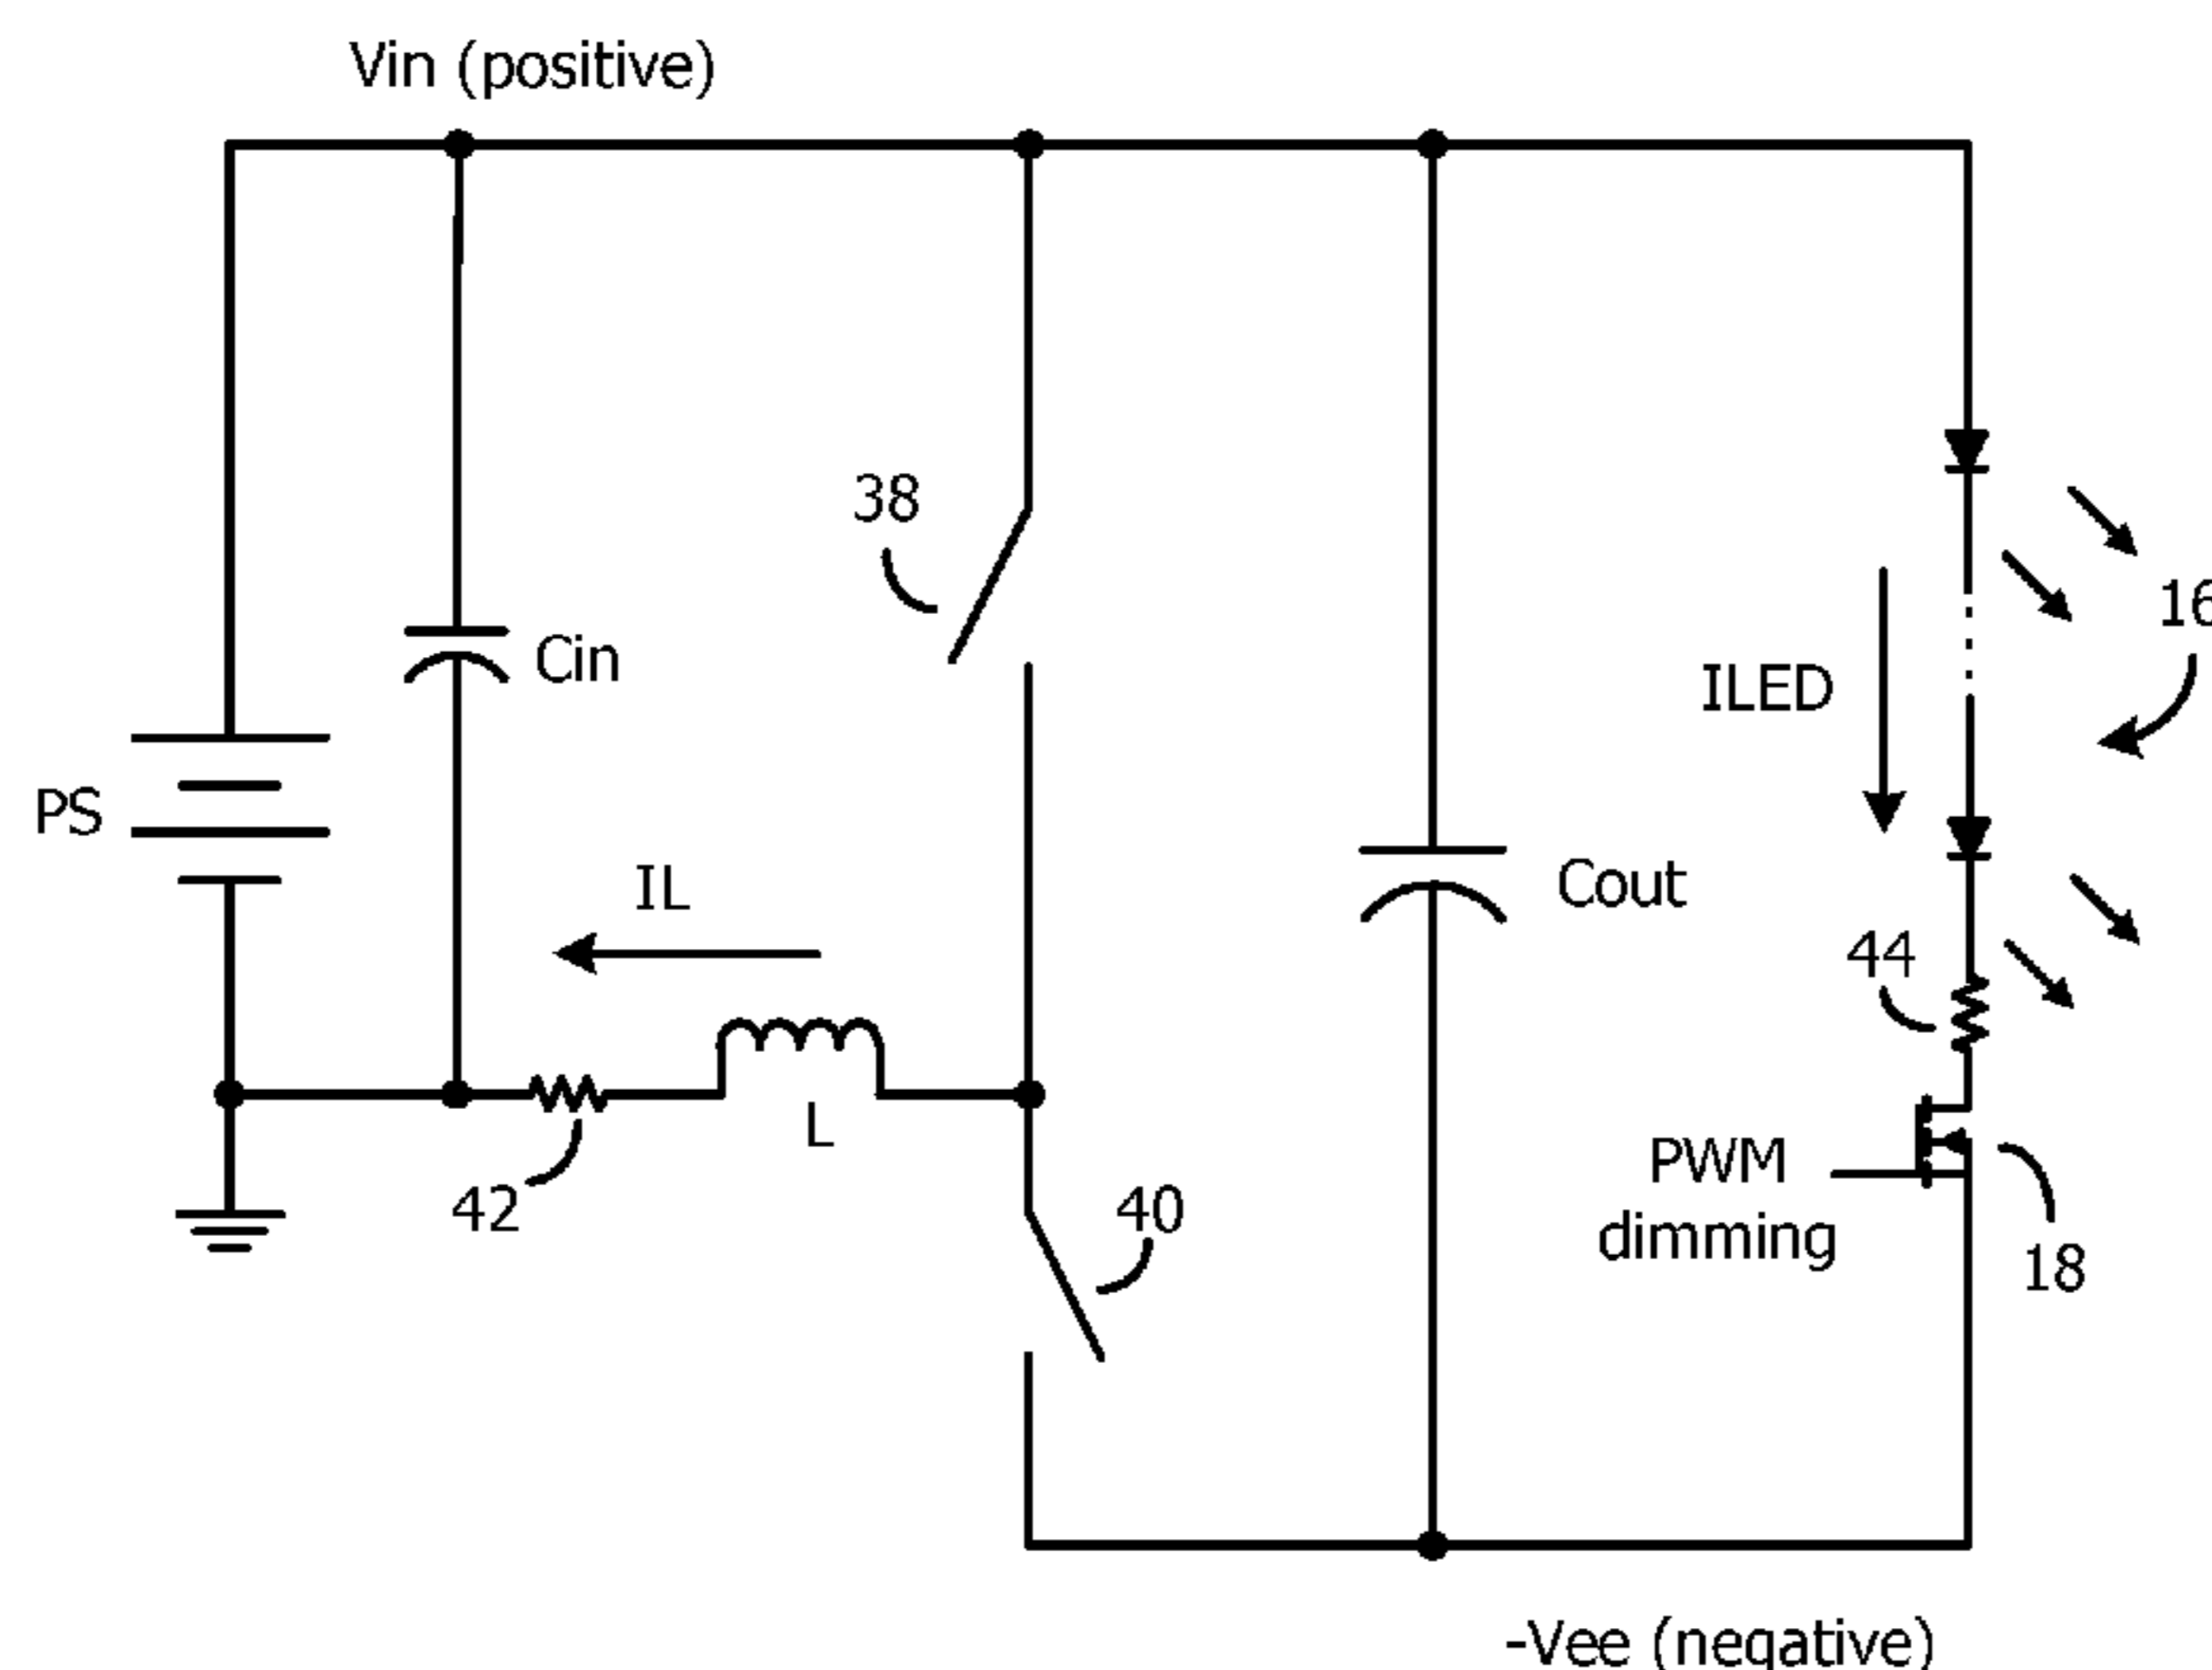 Vin (positive)
38
16
Cin
ILED
PS
IL
Cout
44
L
PWM
dimming
42
40
18
-Vee (negative)